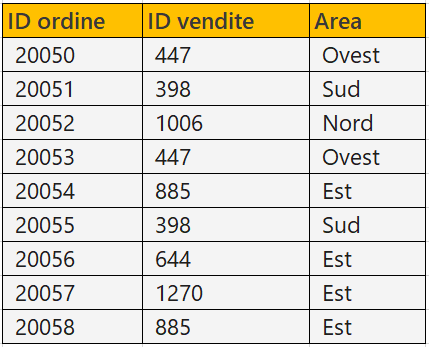 ID ordine ID vendite Area
20050 447 Ovest
20051 398 Sud
20052 1006 Nord
20053 447 Ovest
20054 885 Est
20055 398 Sud
20056 644 Est
20057 1270 Est
20058 885 Est